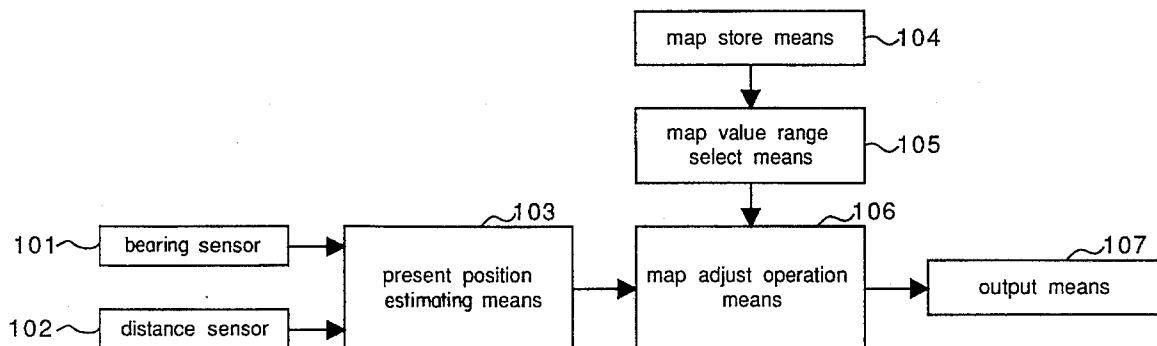 map store means
104
map value range
select means
105
103
106
101
bearing sensor
present position
estimating means
map adjust operation
means
107
output means
102
distance sensor